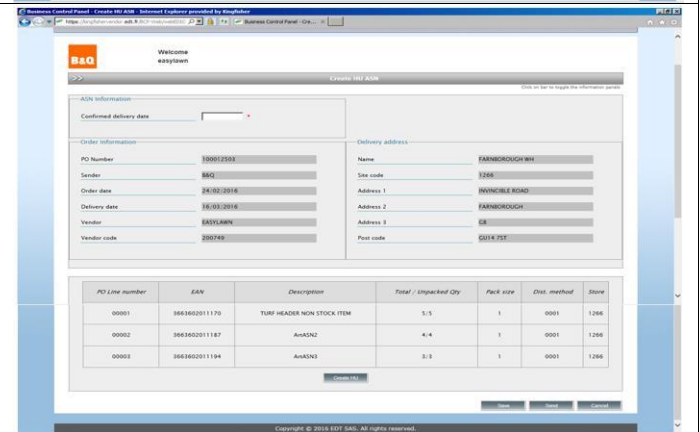 Business Control Panel - Create HU ASN - Internet Explorer provided by Kingfisher
Business Control Panel -Cre...
B&Q
Welcome
easylawn
>> Create HU ASN
Click on bar to toggle the information panels
ASN Information
Confirmed delivery date *
Order Information
PO Number 100012503
Sender B&Q
Order date 24/02/2016
Delivery date 16/03/2016
Vendor EASYLAWN
Vendor code 200749
Delivery address
Name FARNBOROUGH WH
Site code 1266
Address 1 INVINCIBLE ROAD
Address 2 FARNBOROUGH
Address 3 GB
Post code GU14 7ST
PO Line number EAN Description Total / Unpacked Qty Pack size Dist. method Store
00001 3663602011170 TURF HEADER NON STOCK ITEM 5/5 1 0001 1266
00002 3663602011187 ArtASN2 4/4 1 0001 1266
00003 3663602011194 ArtASN3 3/3 1 0001 1266
Create HU
Save Send Cancel
Copyright © 2016 EDT SAS. All rights reserved.